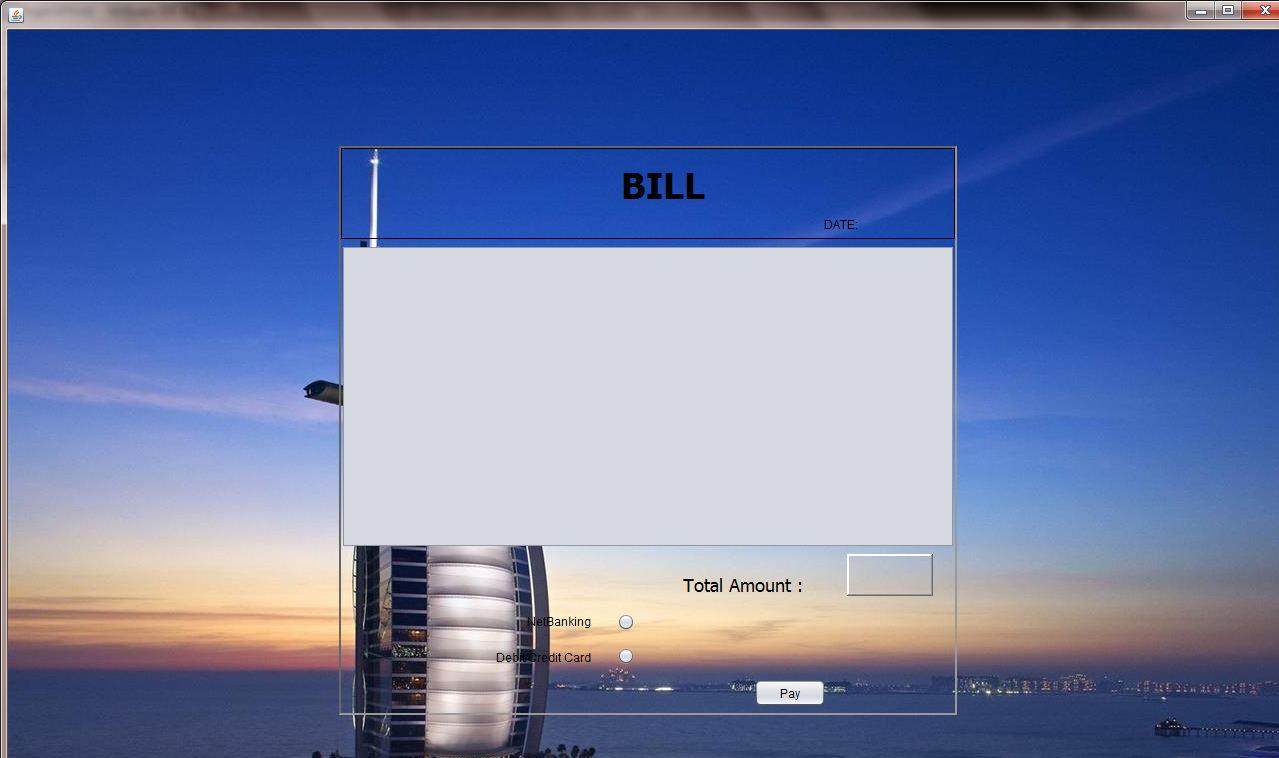 BILL
DATE:
Total Amount :
NetBanking
Debit/Credit Card
Pay